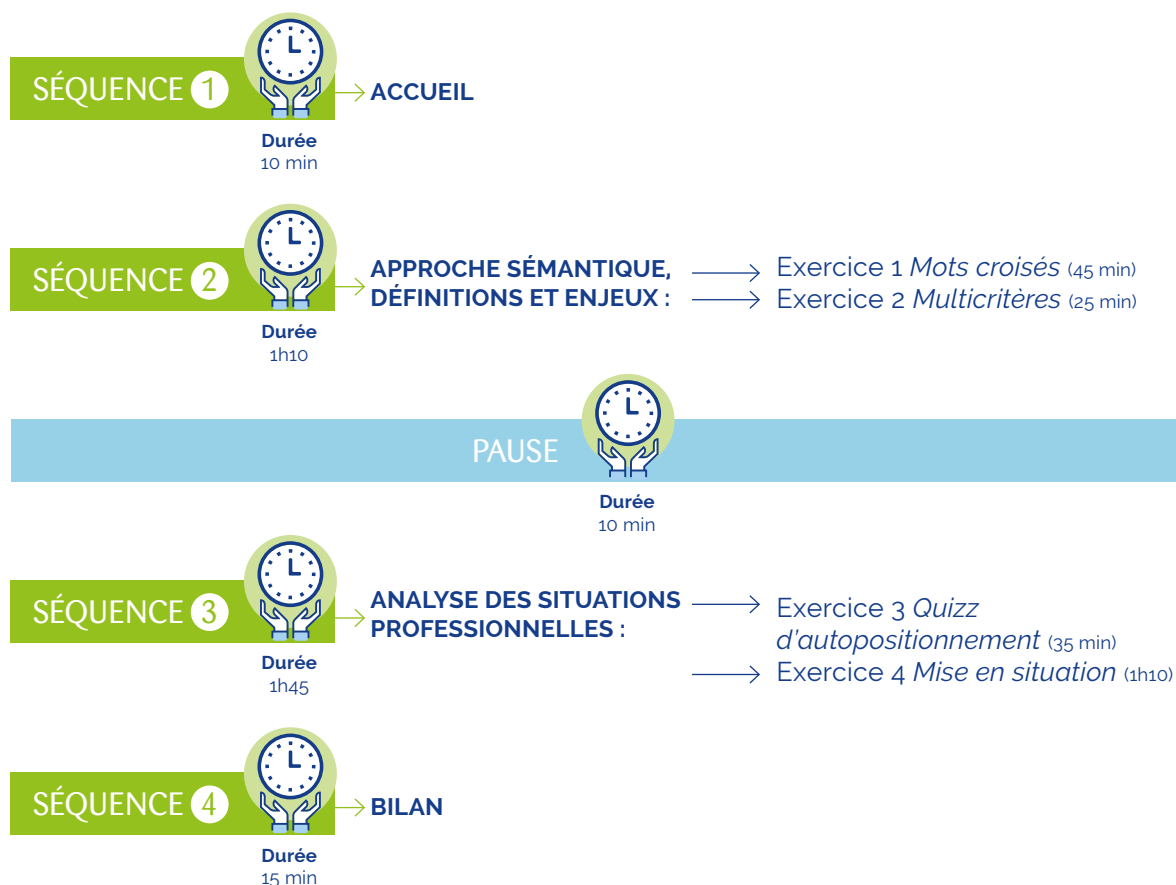 SÉQUENCE 1
ACCUEIL
Durée
10 min
SÉQUENCE 2
APPROCHE SÉMANTIQUE,
DÉFINITIONS ET ENJEUX :
Exercice 1 Mots croisés (45 min)
Exercice 2 Multicritères (25 min)
Durée
1h10
PAUSE
Durée
10 min
SÉQUENCE 3
ANALYSE DES SITUATIONS
PROFESSIONNELLES :
Exercice 3 Quizz
d'autopositionnement (35 min)
Exercice 4 Mise en situation (1h10)
Durée
1h45
SÉQUENCE 4
BILAN
Durée
15 min